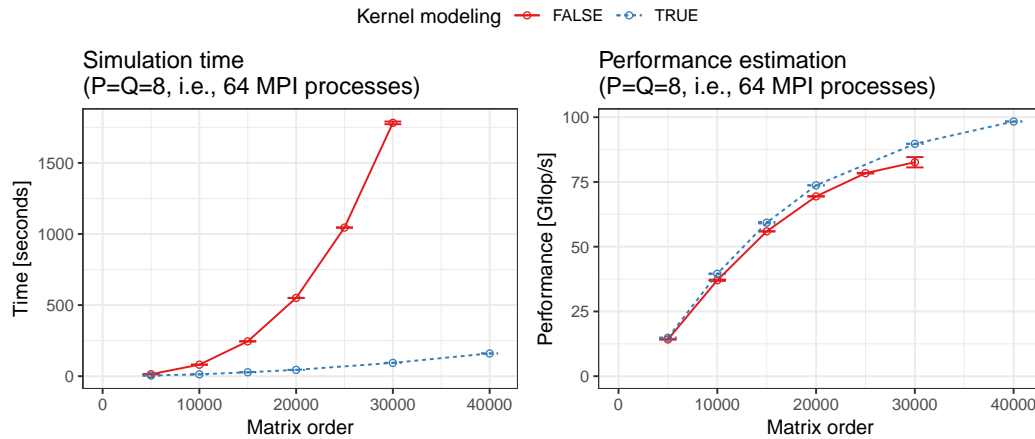 Kernel modeling FALSE TRUE
Simulation time
(P=Q=8, i.e., 64 MPI processes)
Time [seconds]
1500
1000
500
0
0 10000 20000 30000 40000
Matrix order
Performance estimation
(P=Q=8, i.e., 64 MPI processes)
Performance [Gflop/s]
100
75
50
25
0
0 10000 20000 30000 40000
Matrix order